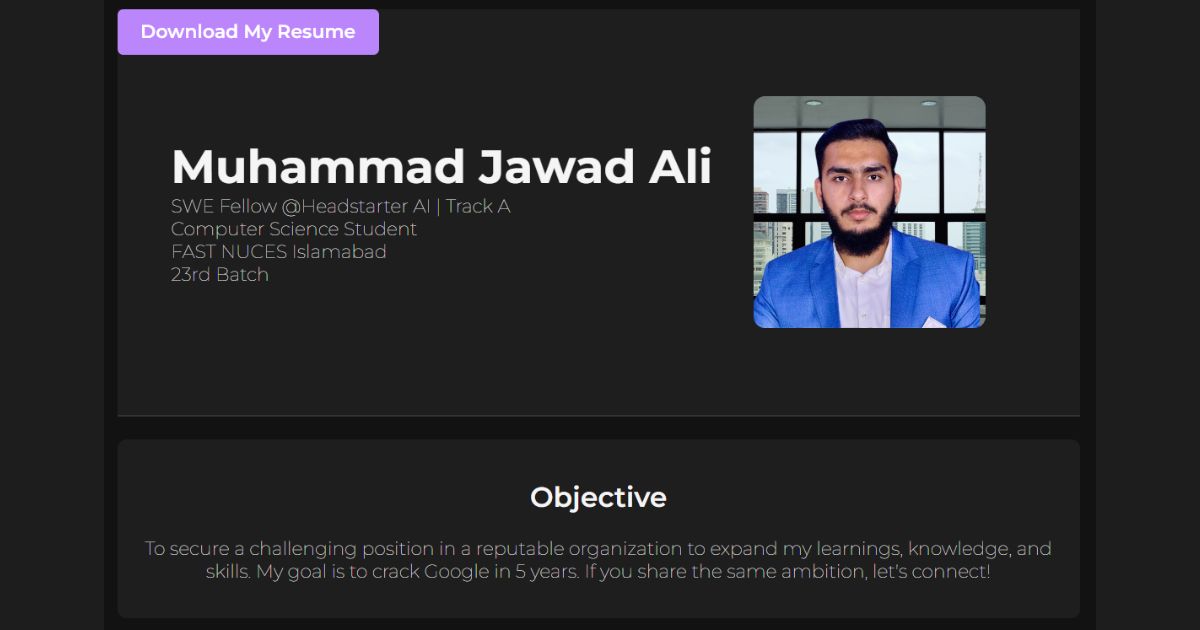 Download My Resume
Muhammad Jawad Ali
SWE Fellow @Headstarter AI | Track A
Computer Science Student
FAST NUCES Islamabad
23rd Batch
Objective
To secure a challenging position in a reputable organization to expand my learnings, knowledge, and
skills. My goal is to crack Google in 5 years. If you share the same ambition, let's connect!